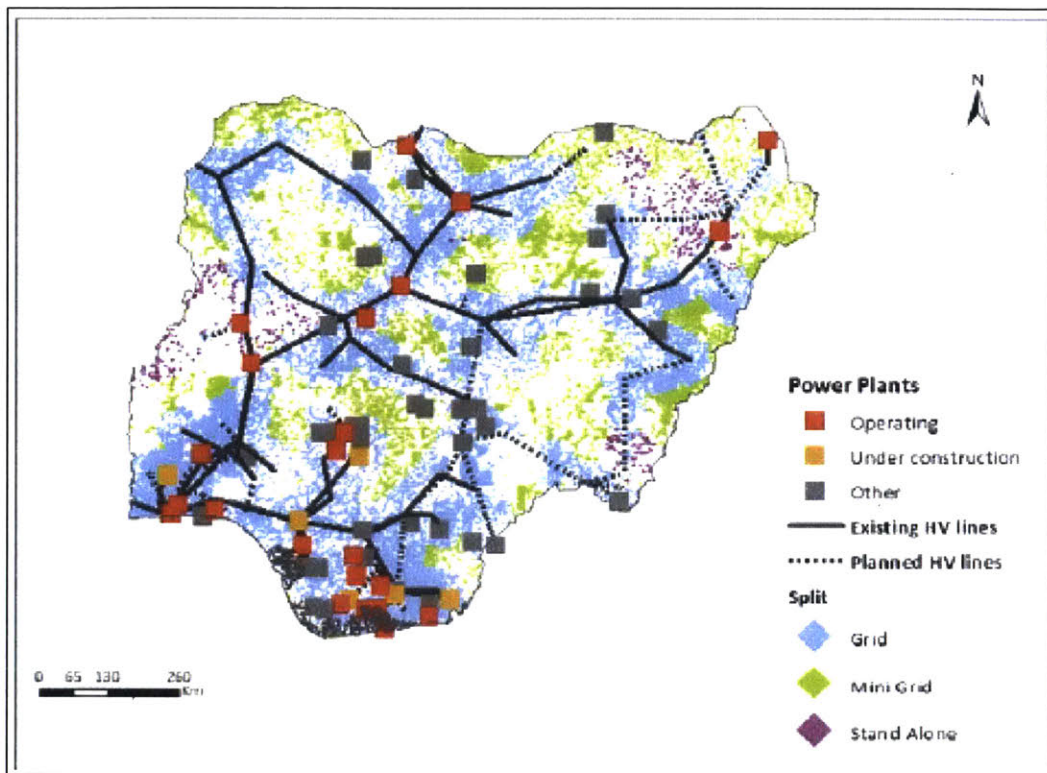 N
Power Plants
Operating
Under construction
Other
Existing HV lines
Planned HV lines
Split
Grid
Mini Grid
Stand Alone
0 65 130 260
Km